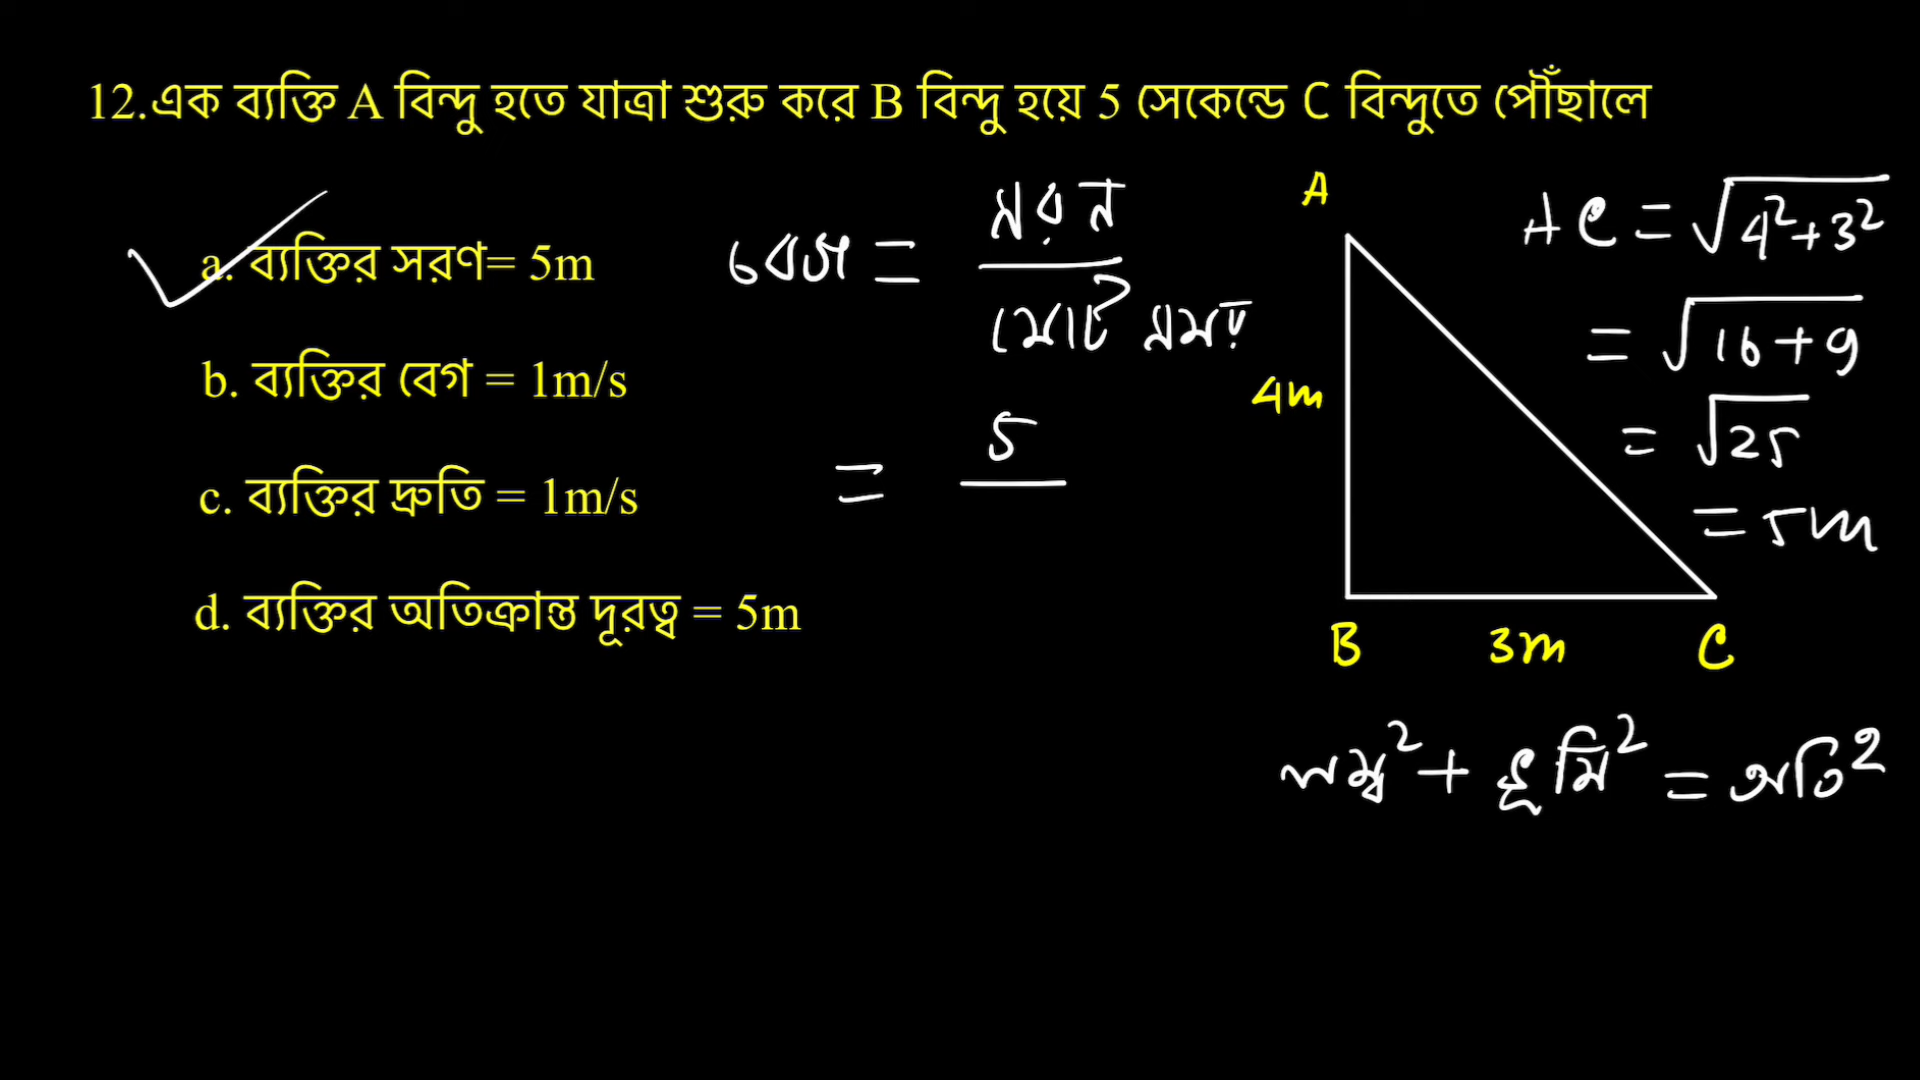 12.এক ব্যক্তি A বিন্দু হতে যাত্রা শুরু করে B বিন্দু হয়ে 5 সেকেন্ডে C বিন্দুতে পৌঁছালে
a. ব্যক্তির সরণ= 5m
b. ব্যক্তির বেগ = 1m/s
c. ব্যক্তির দ্রুতি = 1m/s
d. ব্যক্তির অতিক্রান্ত দূরত্ব = 5m
বেগ = সরন
মোট সময়
= 5
A
4m
B 3m C
AC = √4²+3²
= √16+9
= √25
= 5m
লম্ব² + ভূমি² = অতি²